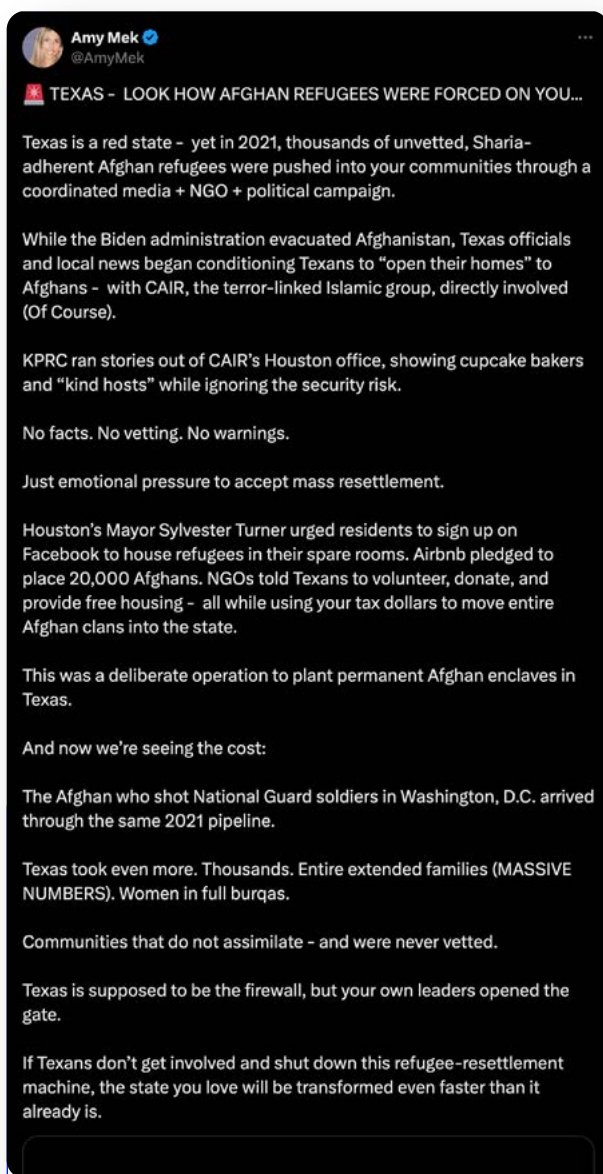 Amy Mek
@AmyMek
🚨 TEXAS - LOOK HOW AFGHAN REFUGEES WERE FORCED ON YOU...
Texas is a red state - yet in 2021, thousands of unvetted, Sharia-
adherent Afghan refugees were pushed into your communities through a
coordinated media + NGO + political campaign.
While the Biden administration evacuated Afghanistan, Texas officials
and local news began conditioning Texans to “open their homes” to
Afghans - with CAIR, the terror-linked Islamic group, directly involved
(Of Course).
KPRC ran stories out of CAIR’s Houston office, showing cupcake bakers
and “kind hosts” while ignoring the security risk.
No facts. No vetting. No warnings.
Just emotional pressure to accept mass resettlement.
Houston’s Mayor Sylvester Turner urged residents to sign up on
Facebook to house refugees in their spare rooms. Airbnb pledged to
place 20,000 Afghans. NGOs told Texans to volunteer, donate, and
provide free housing - all while using your tax dollars to move entire
Afghan clans into the state.
This was a deliberate operation to plant permanent Afghan enclaves in
Texas.
And now we’re seeing the cost:
The Afghan who shot National Guard soldiers in Washington, D.C. arrived
through the same 2021 pipeline.
Texas took even more. Thousands. Entire extended families (MASSIVE
NUMBERS). Women in full burqas.
Communities that do not assimilate - and were never vetted.
Texas is supposed to be the firewall, but your own leaders opened the
gate.
If Texans don’t get involved and shut down this refugee-resettlement
machine, the state you love will be transformed even faster than it
already is.